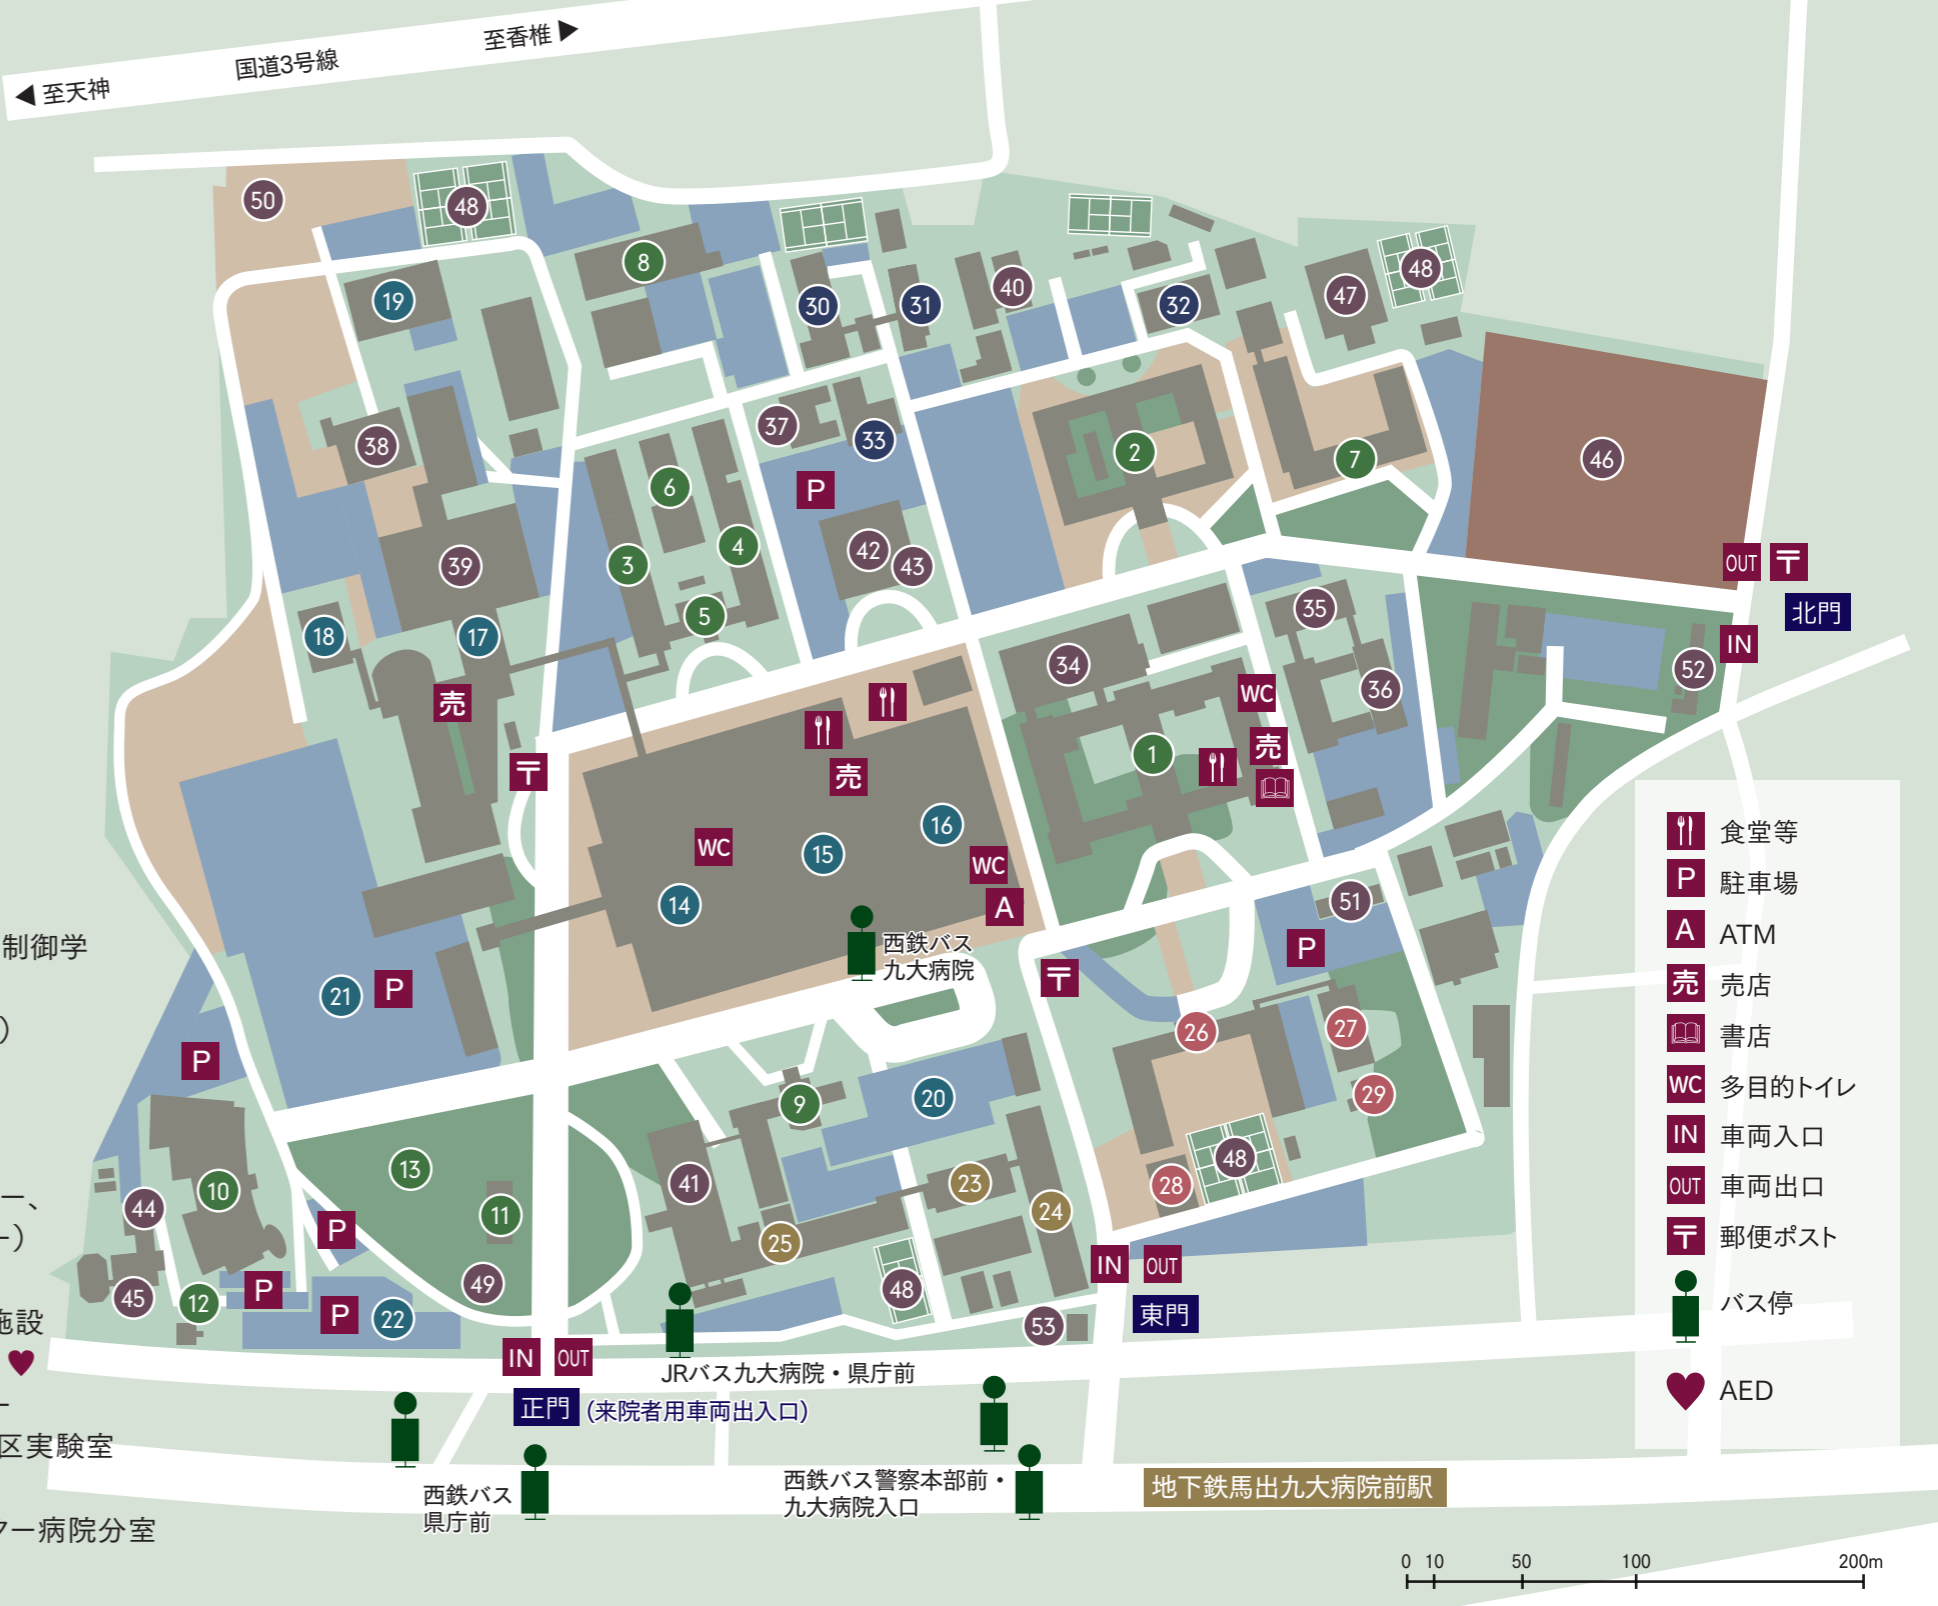 至香椎
国道3号線
至天神
50
48
8
19
30
31
40
32
47
48
37
33
38
2
7
46
6
P
4
42
43
39
3
5
OUT
〒
北門
IN
18
17
35
34
52
36
売
WC
売
1
〒
売
16
WC
15
WC
14
A
51
P
西鉄バス
九大病院
〒
21
P
26
27
P
29
20
9
13
41
23
48
28
10
44
11
24
P
25
49
45
12
P
P
22
48
IN
OUT
53
東門
IN
OUT
JRバス九大病院・県庁前
正門
(来院者用車両出入口)
西鉄バス
県庁前
西鉄バス警察本部前・
九大病院入口
地下鉄馬出九大病院前駅
食堂等
P 駐車場
A ATM
売 売店
書店
WC 多目的トイレ
IN 車両入口
OUT 車両出口
〒 郵便ポスト
バス停
AED
制御学
)
ー、
ー)
施設
ー
区実験室
ター病院分室
0 10 50 100 200m